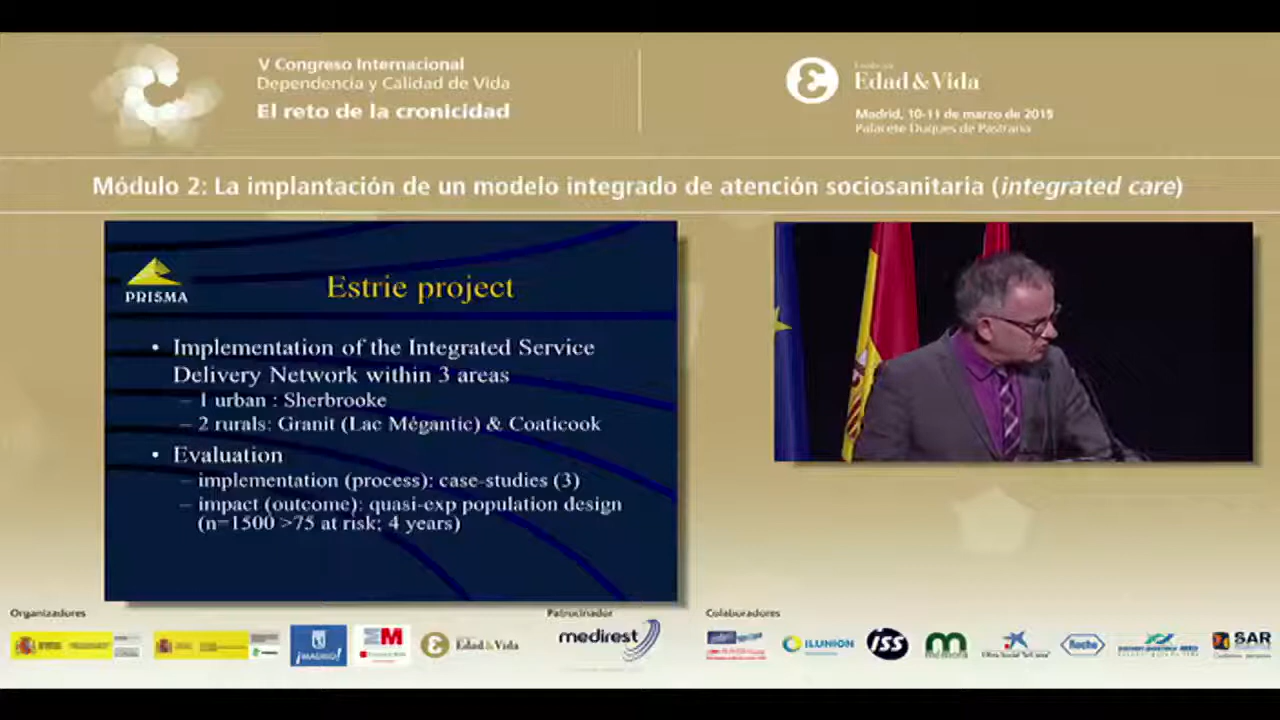 V Congreso Internacional
Dependencia y Calidad de Vida
El reto de la cronicidad
Edad & Vida
Madrid, 10-11 de marzo de 2015
Palacete Duques de Pastrana
Módulo 2: La implantación de un modelo integrado de atención sociosanitaria (integrated care)
PRISMA
Estrie project
• Implementation of the Integrated Service
Delivery Network within 3 areas
– 1 urban : Sherbrooke
– 2 rurals: Granit (Lac Mégantic) & Coaticook
• Evaluation
– implementation (process): case-studies (3)
– impact (outcome): quasi-exp population design
(n=1500 >75 at risk; 4 years)
Organizadores
Patrocinador
Colaboradores
¡MADRID!
M
Edad & Vida
medirest
ILUNION
iss
Roche
SAR